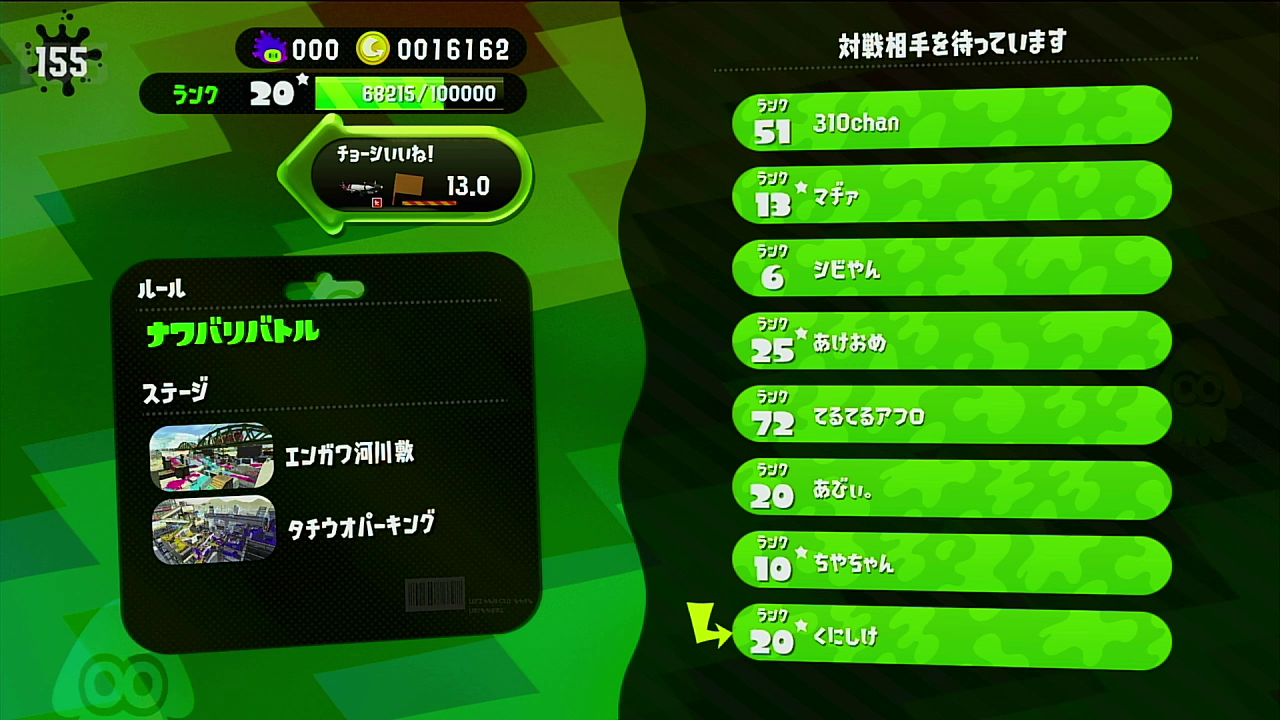 155
000 0016162
ランク 20 68215/100000
チョーシいいね!
13.0
ルール
ナワバリバトル
ステージ
エンガワ河川敷
タチウオパーキング
対戦相手を待っています
ランク
51 310chan
ランク
13 マヂァ
ランク
6 シビやん
ランク
25 あけおめ
ランク
72 てるてるアフロ
ランク
20 あびぃ。
ランク
10 ちやちゃん
ランク
20 くにしけ